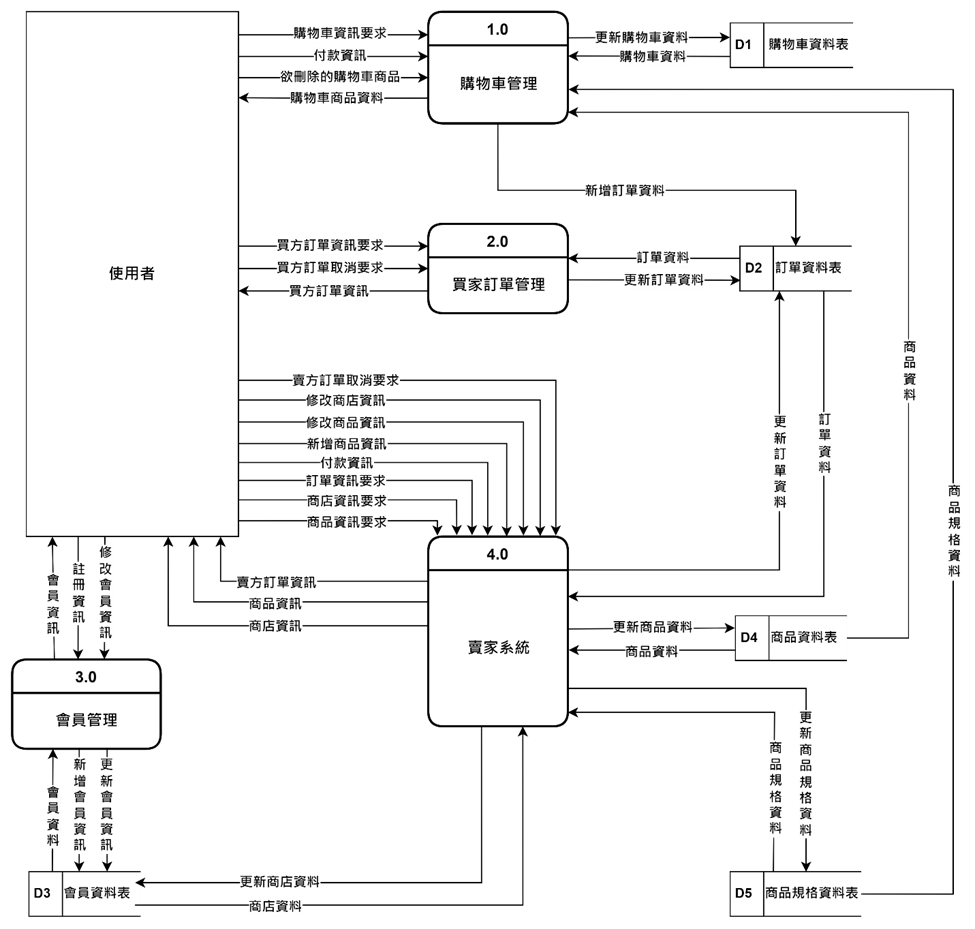 購物車資訊要求
付款資訊
欲刪除的購物車商品
購物車商品資料
1.0
購物車管理
更新購物車資料
購物車資料
D1
購物車資料表
新增訂單資料
使用者
買方訂單資訊要求
買方訂單取消要求
買方訂單資訊
2.0
買家訂單管理
訂單資料
更新訂單資料
D2
訂單資料表
賣方訂單取消要求
修改商店資訊
修改商品資訊
新增商品資訊
付款資訊
訂單資訊要求
商店資訊要求
商品資訊要求
更新訂單資料
訂單資料
商品資料
商品規格資料
4.0
賣家系統
賣方訂單資訊
商品資訊
商店資訊
會員資訊
註冊資訊
修改會員資訊
更新商品資料
商品資料
D4
商品資料表
3.0
會員管理
商品規格資料
更新商品規格資料
會員資料
新增會員資訊
更新會員資訊
D3
會員資料表
更新商店資料
商店資料
D5
商品規格資料表